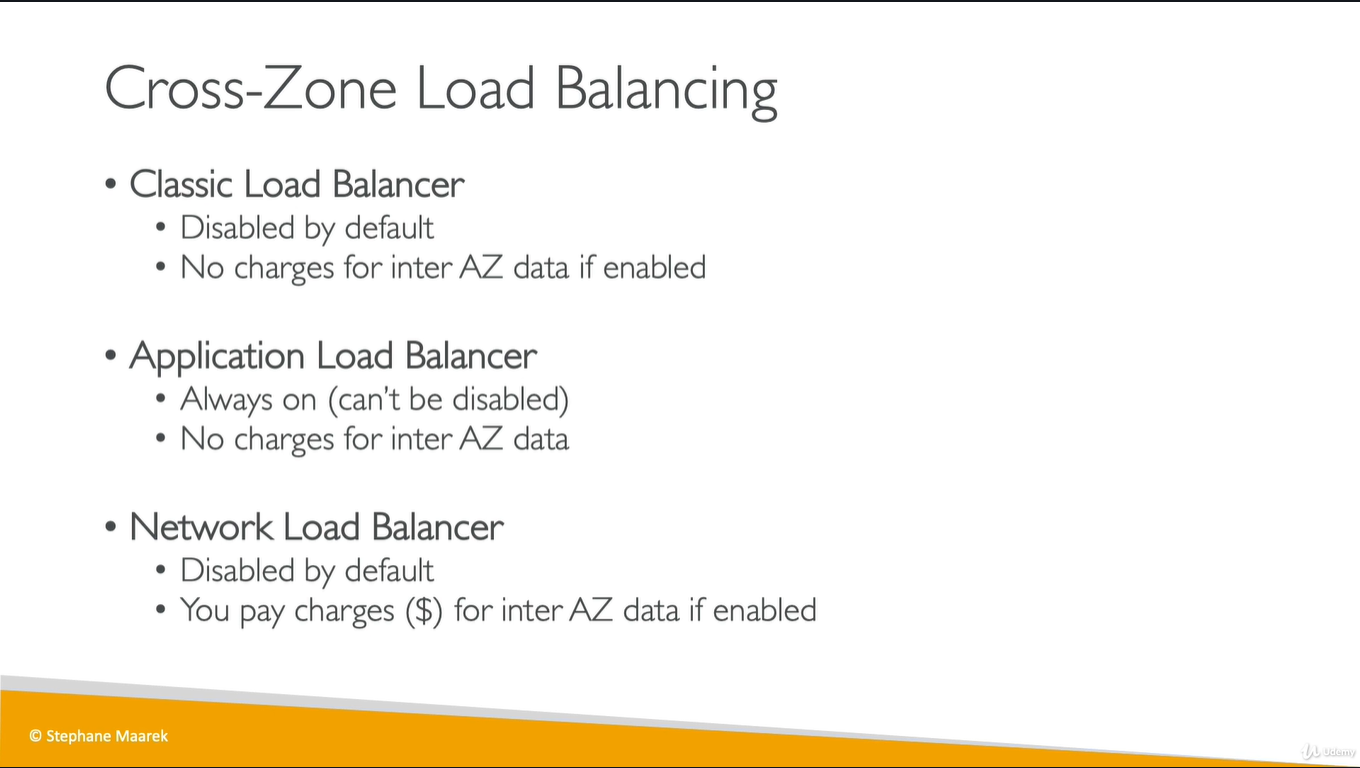 Cross-Zone Load Balancing
• Classic Load Balancer
• Disabled by default
• No charges for inter AZ data if enabled
• Application Load Balancer
• Always on (can’t be disabled)
• No charges for inter AZ data
• Network Load Balancer
• Disabled by default
• You pay charges ($) for inter AZ data if enabled
© Stephane Maarek
Udemy